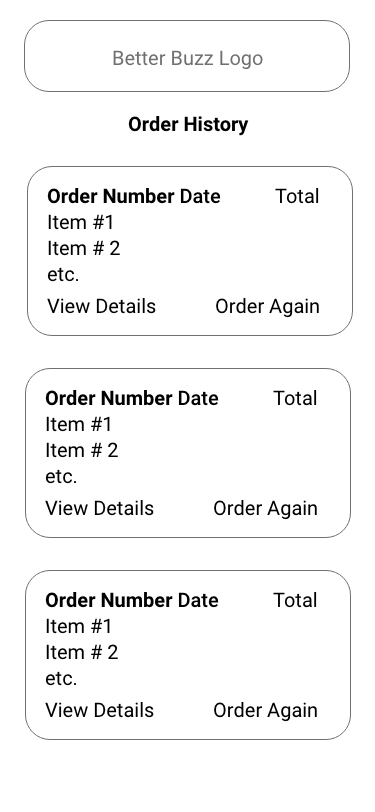 Better Buzz Logo
Order History
Order Number Date Total
Item #1
Item # 2
etc.
View Details Order Again
Order Number Date Total
Item #1
Item # 2
etc.
View Details Order Again
Order Number Date Total
Item #1
Item # 2
etc.
View Details Order Again